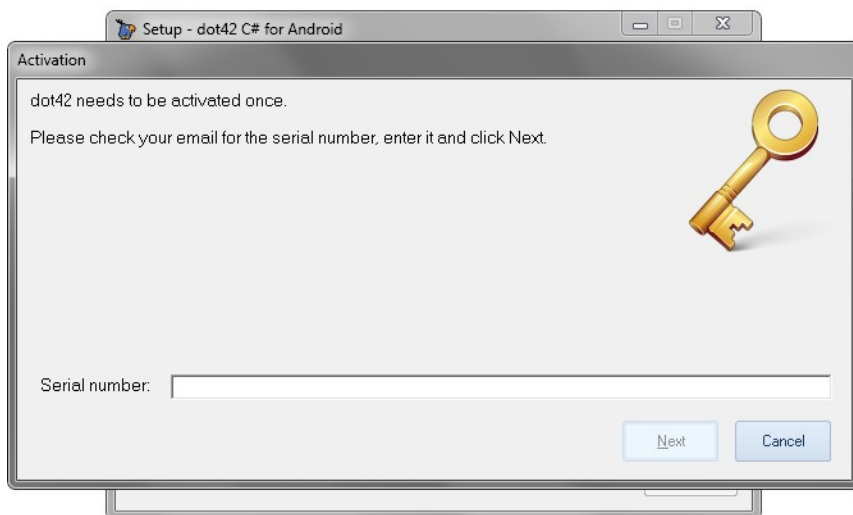 Setup - dot42 C# for Android
Activation
dot42 needs to be activated once.
Please check your email for the serial number, enter it and click Next.
Serial number:
Next
Cancel